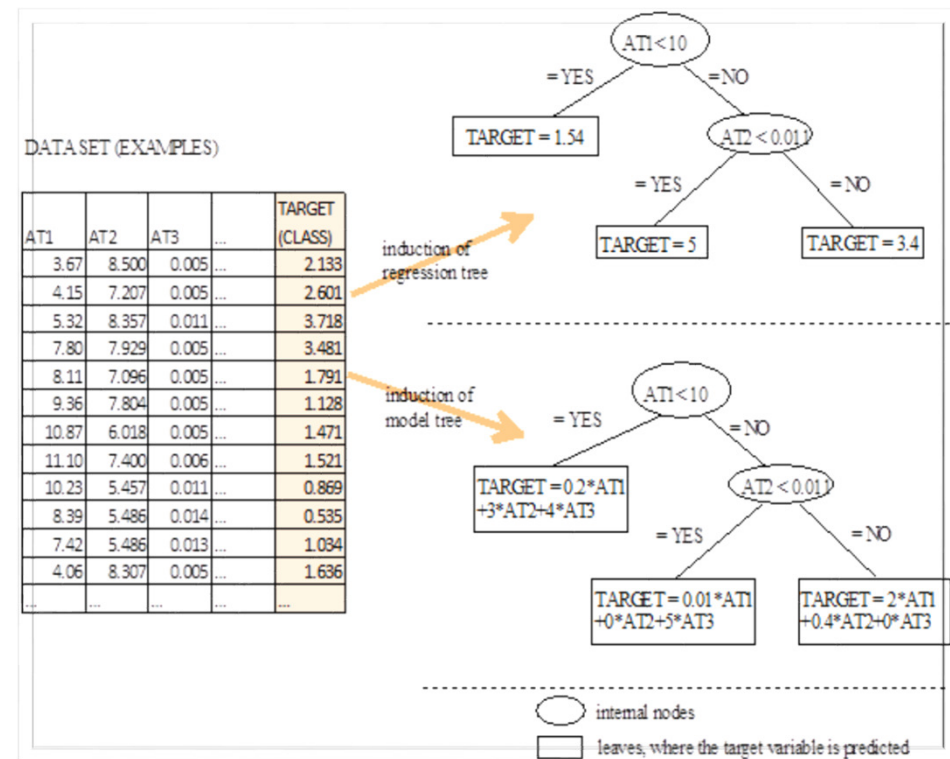 DATA SET (EXAMPLES)
AT1 AT2 AT3 ... TARGET (CLASS)
3.67 8.500 0.005 ... 2.133
4.15 7.207 0.005 ... 2.601
5.32 8.357 0.011 ... 3.718
7.80 7.929 0.005 ... 3.481
8.11 7.096 0.005 ... 1.791
9.36 7.804 0.005 ... 1.128
10.87 6.018 0.005 ... 1.471
11.10 7.400 0.006 ... 1.521
10.23 5.457 0.011 ... 0.869
8.39 5.486 0.014 ... 0.535
7.42 5.486 0.013 ... 1.034
4.06 8.307 0.005 ... 1.636
... ... ... ... ...
induction of
regression tree
AT1<10
= YES
=NO
TARGET = 1.54
AT2 < 0.011
= YES
=NO
TARGET = 5
TARGET = 3.4
induction of
model tree
AT1<10
= YES
=NO
TARGET = 0.2*AT1
+3*AT2+4*AT3
AT2 < 0.011
= YES
=NO
TARGET = 0.01*AT1
+0*AT2+5*AT3
TARGET = 2*AT1
+0.4*AT2+0*AT3
internal nodes
leaves, where the target variable is predicted